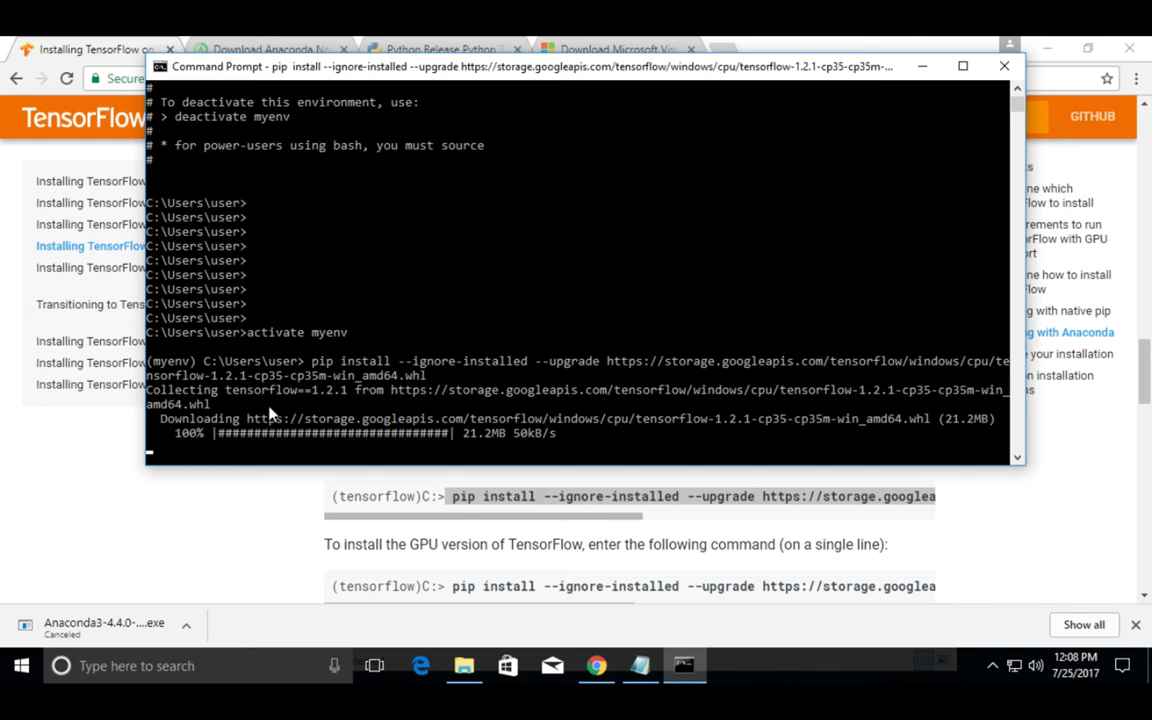 Installing TensorFlow on
Download Anaconda No
Python Release Python 3
Download Microsoft Vis
Command Prompt - pip install --ignore-installed --upgrade https://storage.googleapis.com/tensorflow/windows/cpu/tensorflow-1.2.1-cp35-cp35m-...
Secure
TensorFlow
GITHUB
#
# To deactivate this environment, use:
# > deactivate myenv
#
# * for power-users using bash, you must source
#
C:\Users\user>
C:\Users\user>
C:\Users\user>
C:\Users\user>
C:\Users\user>
C:\Users\user>
C:\Users\user>
C:\Users\user>
C:\Users\user>
C:\Users\user>activate myenv
(myenv) C:\Users\user> pip install --ignore-installed --upgrade https://storage.googleapis.com/tensorflow/windows/cpu/te
nsorflow-1.2.1-cp35-cp35m-win_amd64.whl
Collecting tensorflow==1.2.1 from https://storage.googleapis.com/tensorflow/windows/cpu/tensorflow-1.2.1-cp35-cp35m-win_
amd64.whl
Downloading https://storage.googleapis.com/tensorflow/windows/cpu/tensorflow-1.2.1-cp35-cp35m-win_amd64.whl (21.2MB)
100% |################################| 21.2MB 50kB/s
Installing TensorFlow
Installing TensorFlow
Installing TensorFlow
Installing TensorFlow
Installing TensorFlow
Transitioning to Tens
Installing TensorFlow
Installing TensorFlow
Installing TensorFlow
ts
ne which
Flow to install
rements to run
rFlow with GPU
ort
ne how to install
Flow
g with native pip
g with Anaconda
e your installation
n installation
s
(tensorflow)C:> pip install --ignore-installed --upgrade https://storage.googlea
To install the GPU version of TensorFlow, enter the following command (on a single line):
(tensorflow)C:> pip install --ignore-installed --upgrade https://storage.googlea
Anaconda3-4.4.0-....exe
Canceled
Show all
Type here to search
12:08 PM
7/25/2017